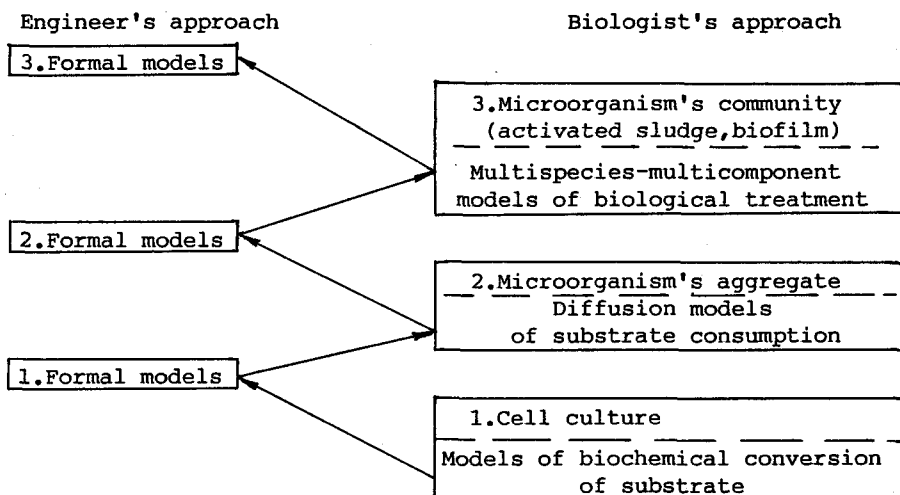 Engineer's approach
Biologist's approach
3.Formal models
3.Microorganism's community
(activated sludge,biofilm)
Multispecies-multicomponent
models of biological treatment
2.Formal models
2.Microorganism's aggregate
Diffusion models
of substrate consumption
1.Formal models
1.Cell culture
Models of biochemical conversion
of substrate